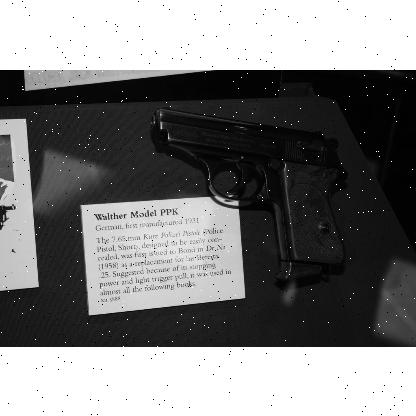 Walther Model PPK
German, first manufactured 1931
The 7.65mm Kurz Polizei Pistole (Police
Pistol, Short), designed to be easily con-
cealed, was first issued to Bond in Dr. No
(1958) as a replacement for his Beretta
.25. Suggested because of its stopping
power and light trigger pull, it was used in
almost all the following books.